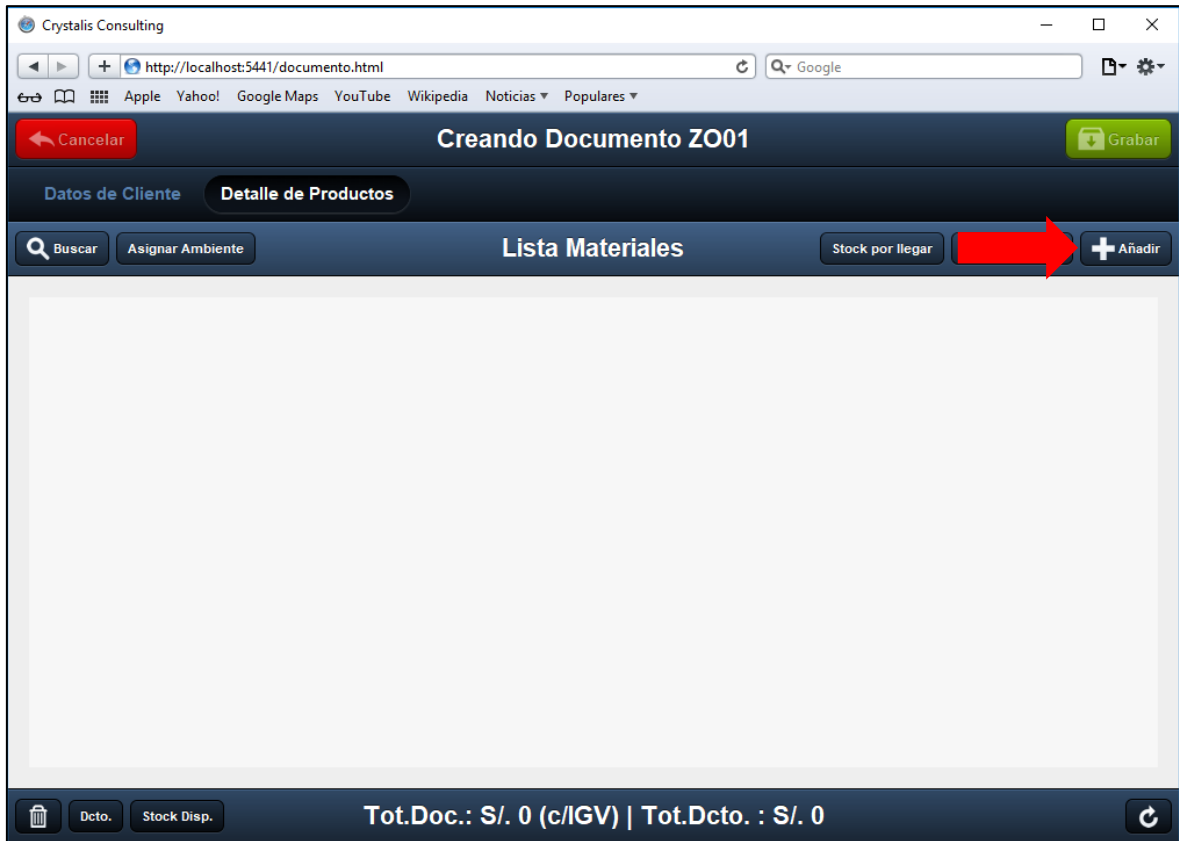 Crystalis Consulting
http://localhost:5441/documento.html
Google
Apple Yahoo! Google Maps YouTube Wikipedia Noticias Populares
Cancelar Creando Documento ZO01 Grabar
Datos de Cliente Detalle de Productos
Buscar Asignar Ambiente Lista Materiales Stock por llegar Añadir
Dcto. Stock Disp. Tot.Doc.: S/. 0 (c/IGV) | Tot.Dcto. : S/. 0